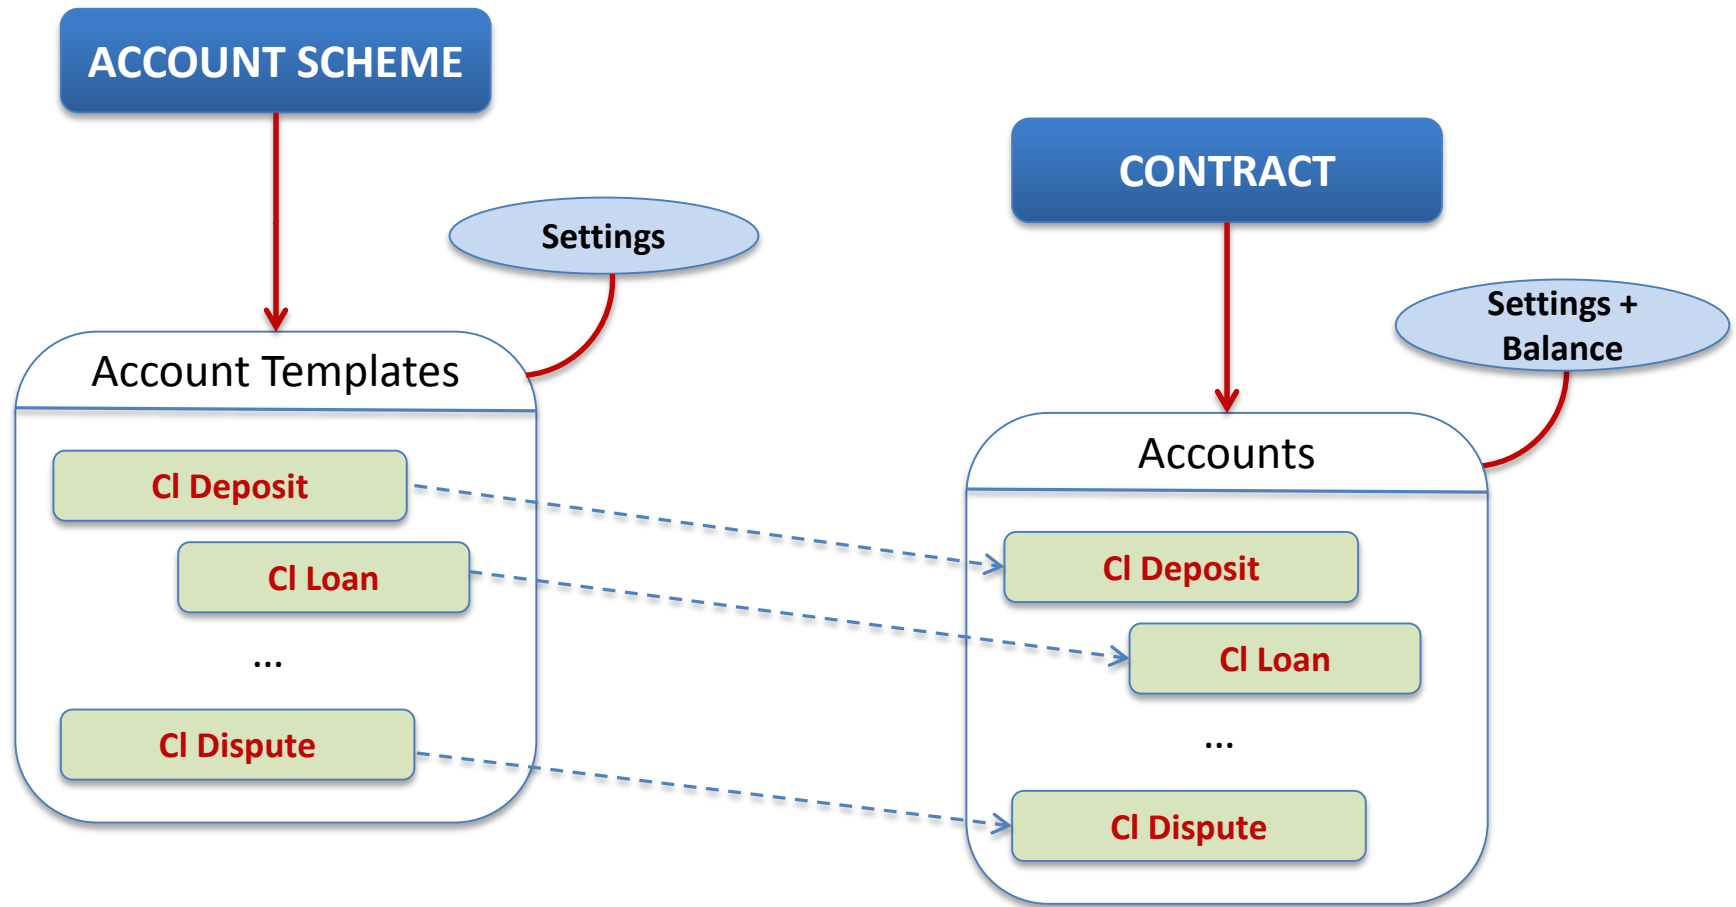 ACCOUNT SCHEME
Settings
Account Templates
Cl Deposit
Cl Loan
...
Cl Dispute
CONTRACT
Settings +
Balance
Accounts
Cl Deposit
Cl Loan
...
Cl Dispute